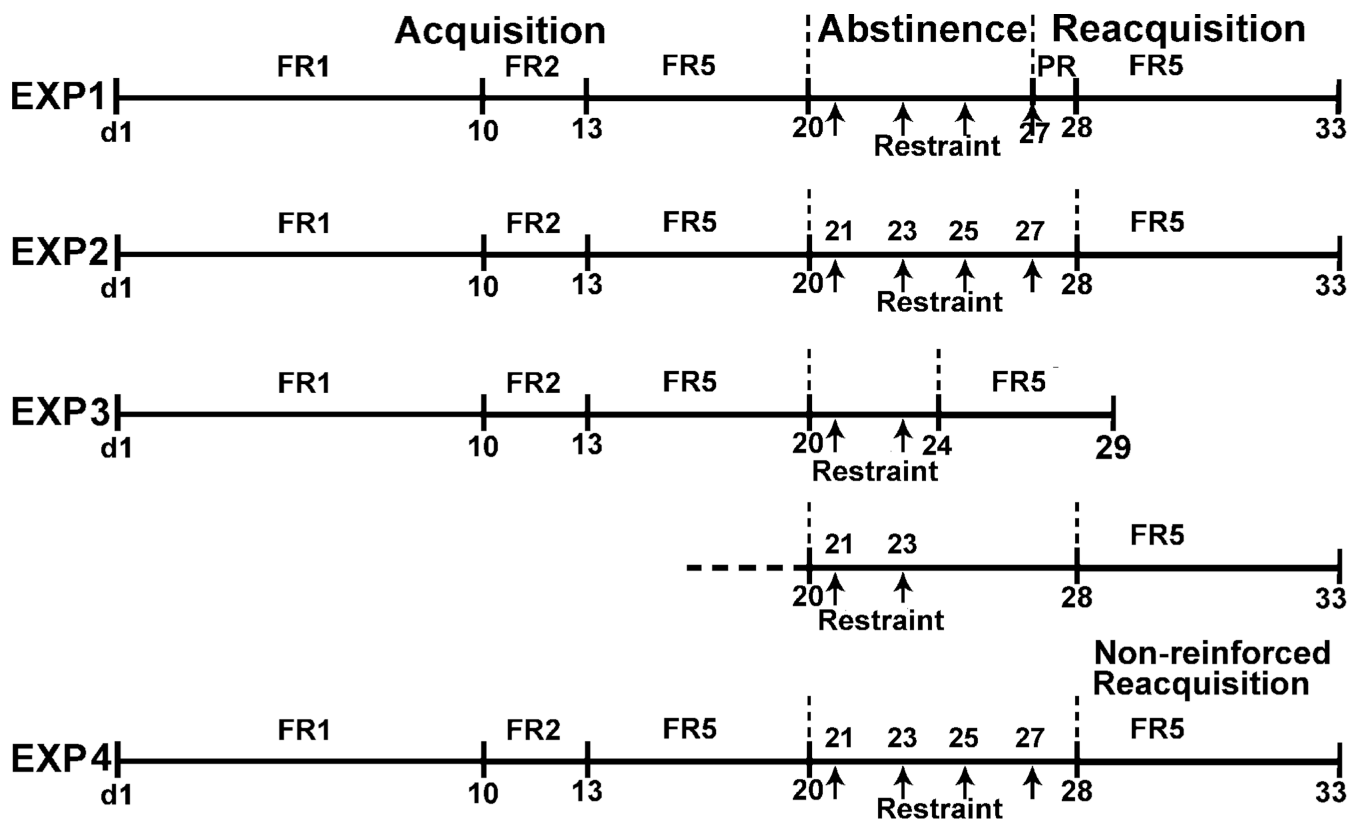 Acquisition Abstinence Reacquisition
FR1 FR2 FR5 PR FR5
EXP1
d1 10 13 20 Restraint 27 28 33
FR1 FR2 FR5 21 23 25 27 FR5
EXP2
d1 10 13 20 Restraint 28 33
FR1 FR2 FR5 FR5
EXP3
d1 10 13 20 24 29
Restraint
21 23 FR5
20 28 33
Restraint
Non-reinforced
Reacquisition
FR1 FR2 FR5 21 23 25 27 FR5
EXP4
d1 10 13 20 Restraint 28 33